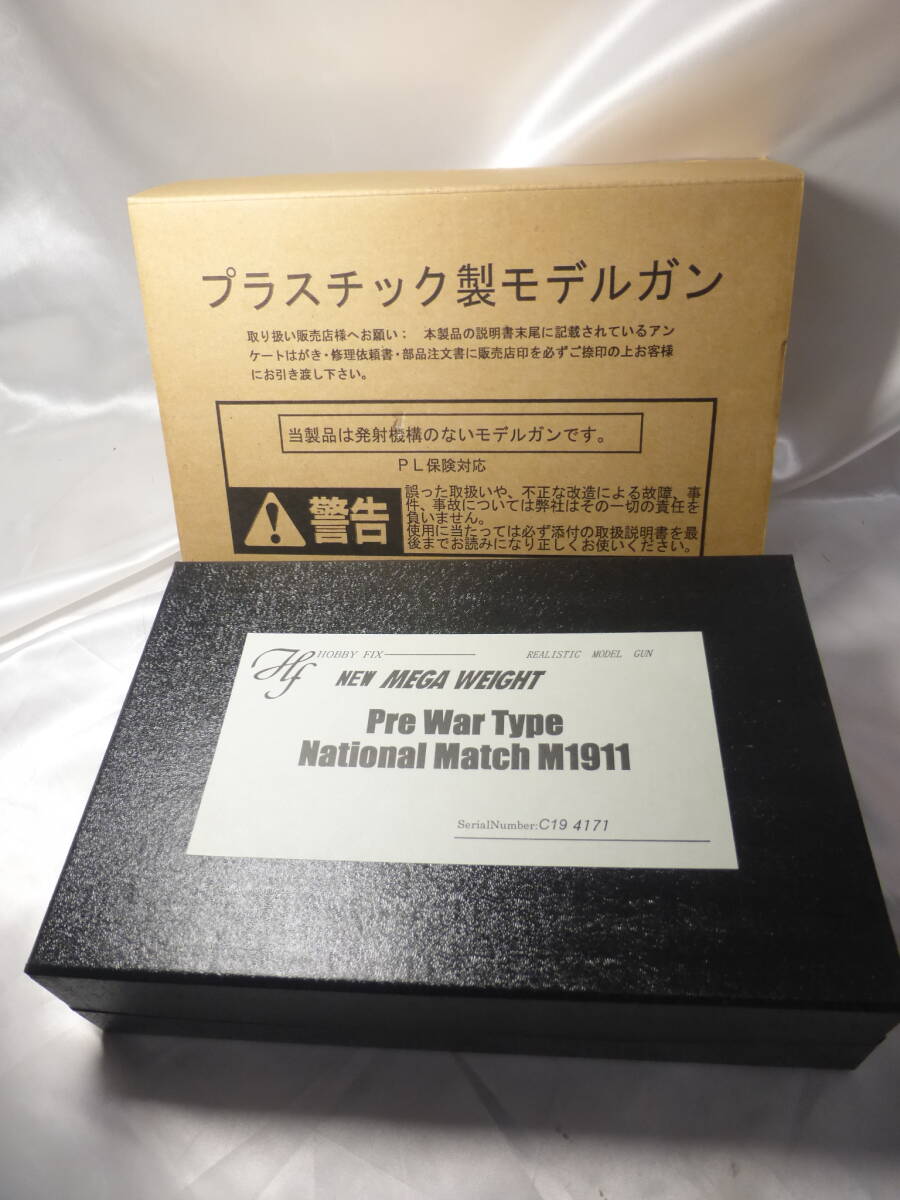 プラスチック製モデルガン
取り扱い販売店様へお願い： 本製品の説明書末尾に記載されているアン
ケートはがき・修理依頼書・部品注文書に販売店印を必ずご捺印の上お客様
にお引き渡し下さい。
当製品は発射機構のないモデルガンです。
ＰＬ保険対応
警告
誤った取扱いや、不正な改造による故障、事
件、事故については弊社はその一切の責任を
負いません。
使用に当たっては必ず添付の取扱説明書を最
後までお読みになり正しくお使いください。
Hf HOBBY FIX REALISTIC MODEL GUN
NEW MEGA WEIGHT
Pre War Type
National Match M1911
SerialNumber:C19 4171